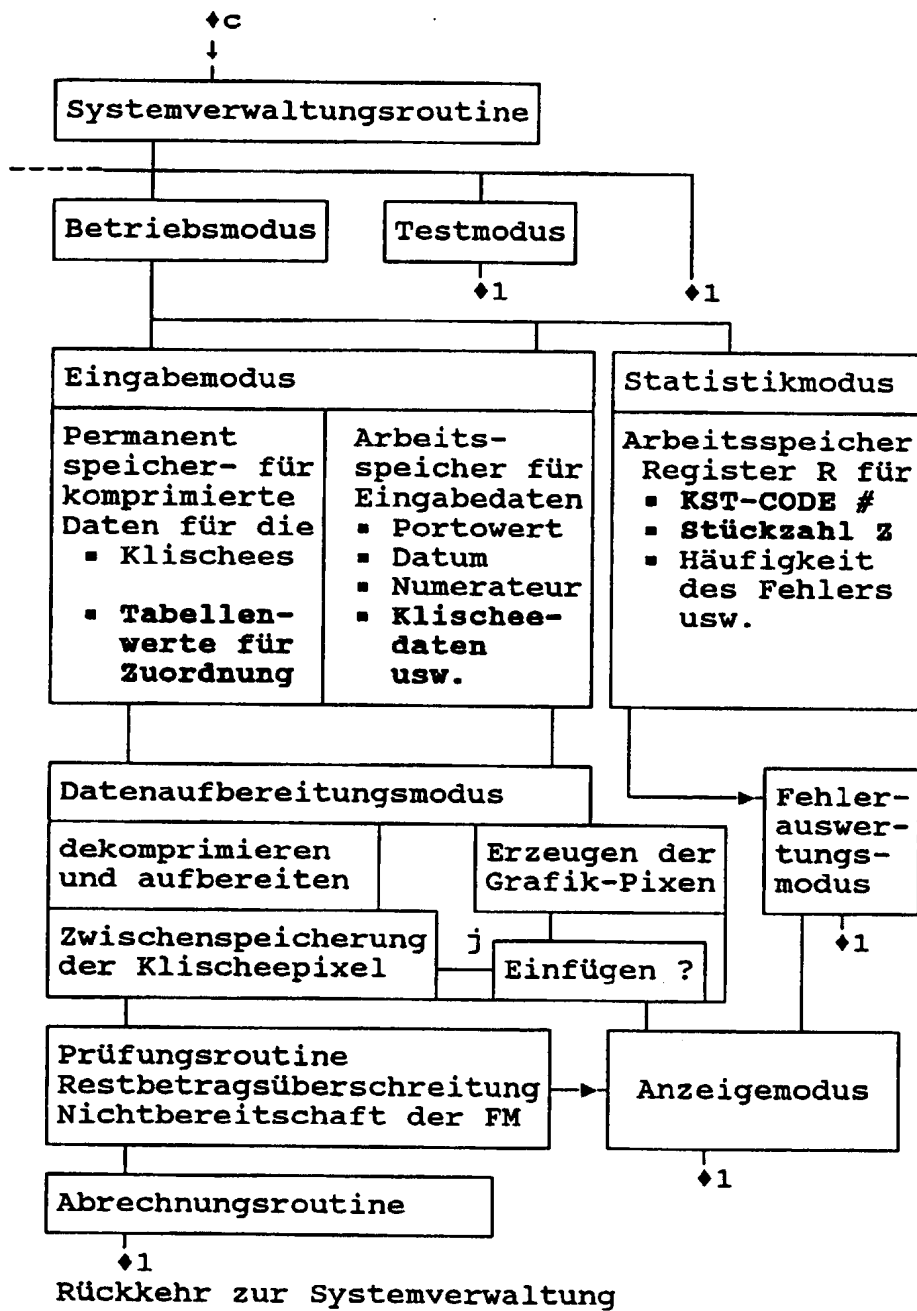 ♦c
↓
Systemverwaltungsroutine
Betriebsmodus
Testmodus
♦1
♦1
Eingabemodus
Permanent
speicher- für
komprimierte
Daten für die
▪ Klischees
▪ Tabellen-
werte für
Zuordnung
Arbeits-
speicher für
Eingabedaten
▪ Portowert
▪ Datum
▪ Numerateur
▪ Klischee-
daten
usw.
Statistikmodus
Arbeitsspeicher
Register R für
▪ KST-CODE #
▪ Stückzahl Z
▪ Häufigkeit
des Fehlers
usw.
Datenaufbereitungsmodus
dekomprimieren
und aufbereiten
Erzeugen der
Grafik-Pixen
Zwischenspeicherung
der Klischeepixel
j
Einfügen ?
Fehler-
auswer-
tungs-
modus
♦1
Prüfungsroutine
Restbetragsüberschreitung
Nichtbereitschaft der FM
Anzeigemodus
♦1
Abrechnungsroutine
♦1
Rückkehr zur Systemverwaltung